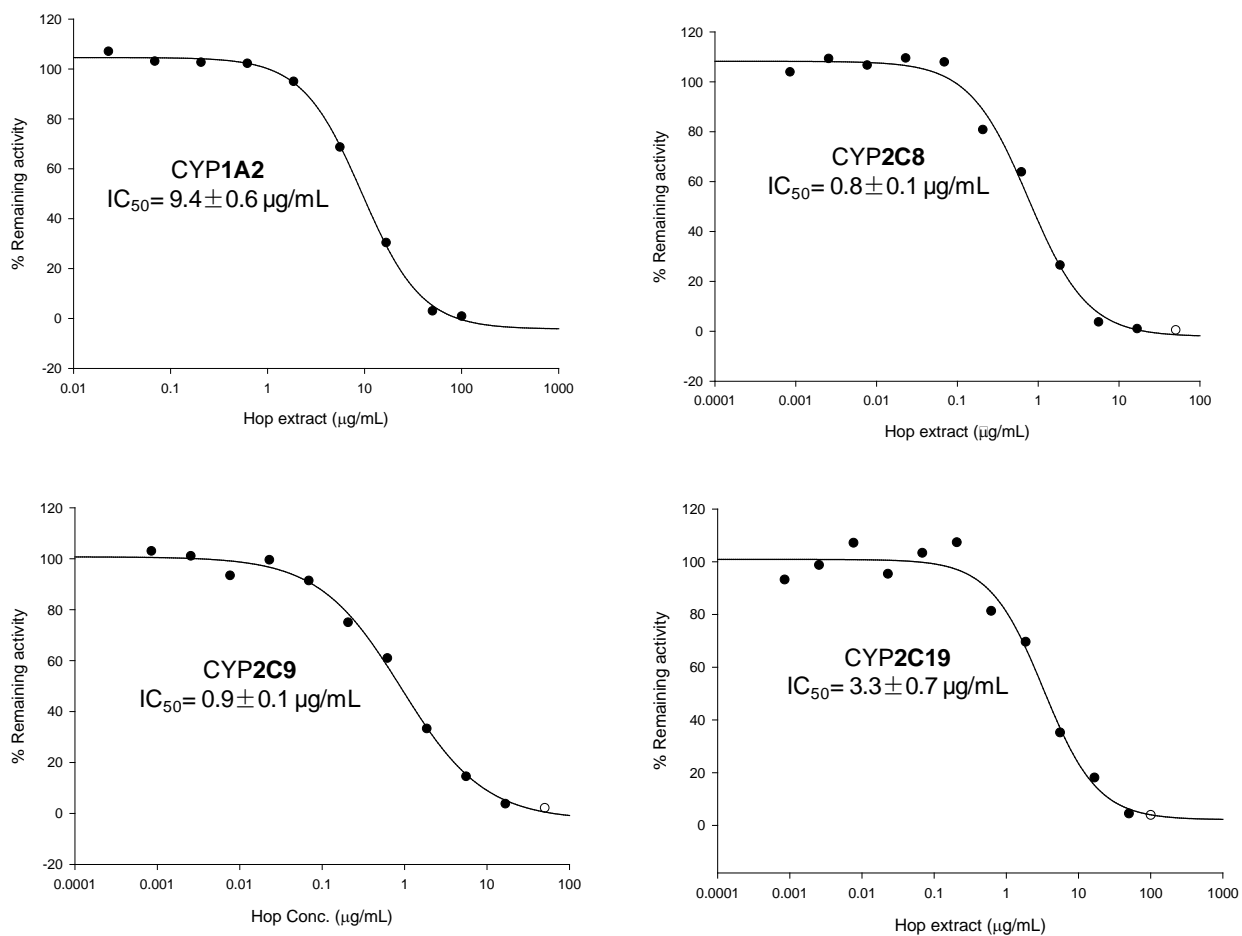 120
100
80
60
40
20
0
-20
% Remaining activity
CYP1A2
IC50= 9.4±0.6 µg/mL
0.01 0.1 1 10 100 1000
Hop extract (μg/mL)
120
100
80
60
40
20
0
-20
% Remaining activity
CYP2C8
IC50= 0.8±0.1 µg/mL
0.0001 0.001 0.01 0.1 1 10 100
Hop extract (μg/mL)
120
100
80
60
40
20
0
-20
% Remaining activity
CYP2C9
IC50= 0.9±0.1 µg/mL
0.0001 0.001 0.01 0.1 1 10 100
Hop Conc. (μg/mL)
120
100
80
60
40
20
0
% Remaining activity
CYP2C19
IC50= 3.3±0.7 µg/mL
0.0001 0.001 0.01 0.1 1 10 100 1000
Hop extract (μg/mL)